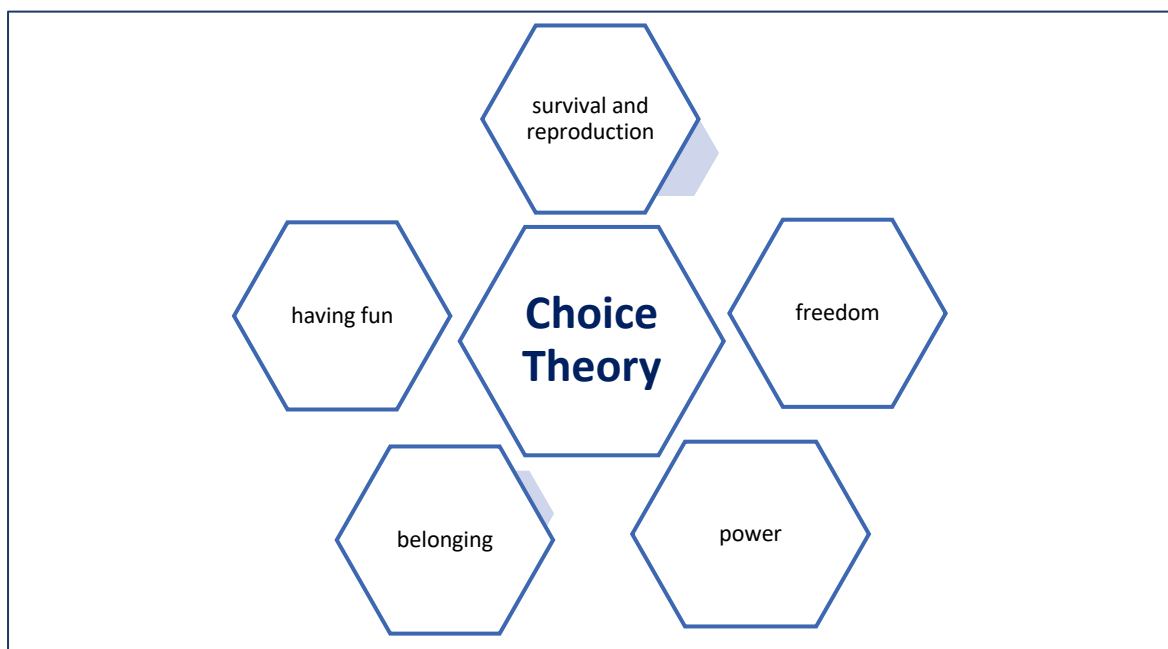 survival and
reproduction
having fun
Choice
Theory
freedom
belonging
power